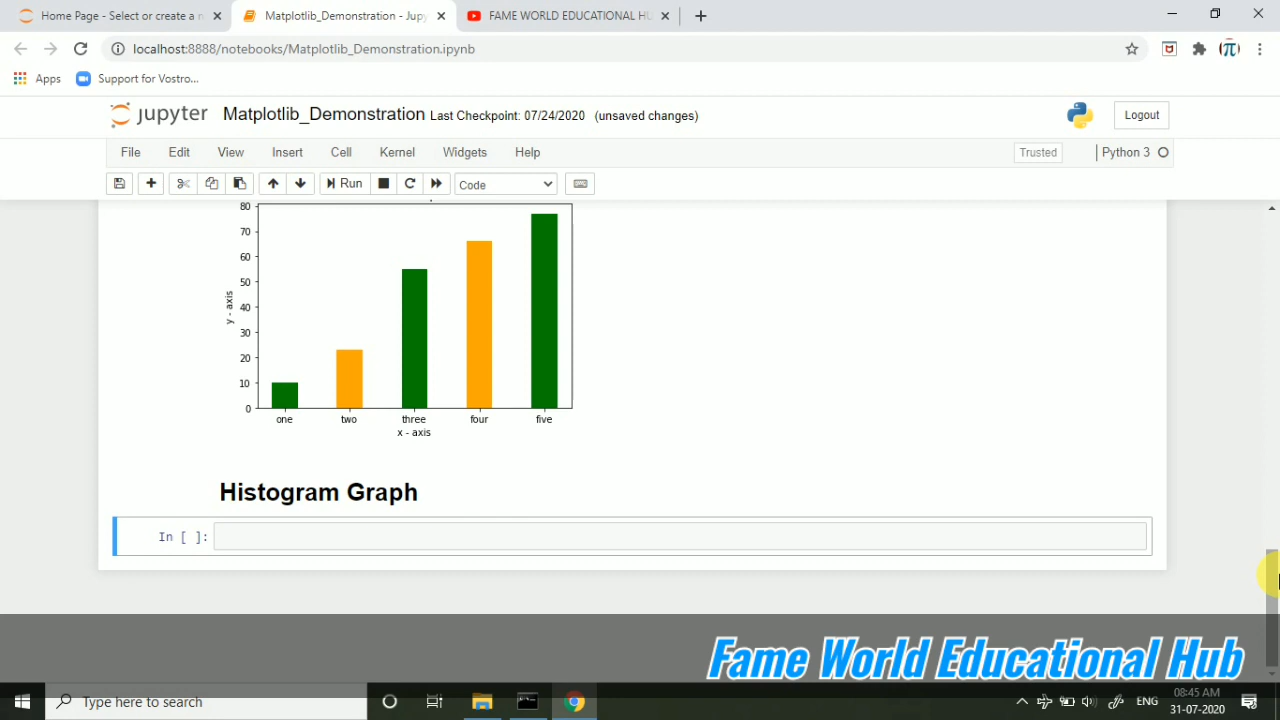 Home Page - Select or create a n
Matplotlib_Demonstration - Jupy
FAME WORLD EDUCATIONAL HU
localhost:8888/notebooks/Matplotlib_Demonstration.ipynb
Apps
Support for Vostro...
jupyter
Matplotlib_Demonstration Last Checkpoint: 07/24/2020 (unsaved changes)
Logout
File Edit View Insert Cell Kernel Widgets Help
Trusted
Python 3
Run
Code
80
70
60
50
40
30
20
10
0
y - axis
one two three four five
x - axis
Histogram Graph
In [ ]:
Fame World Educational Hub
Type here to search
ENG
08:45 AM
31-07-2020